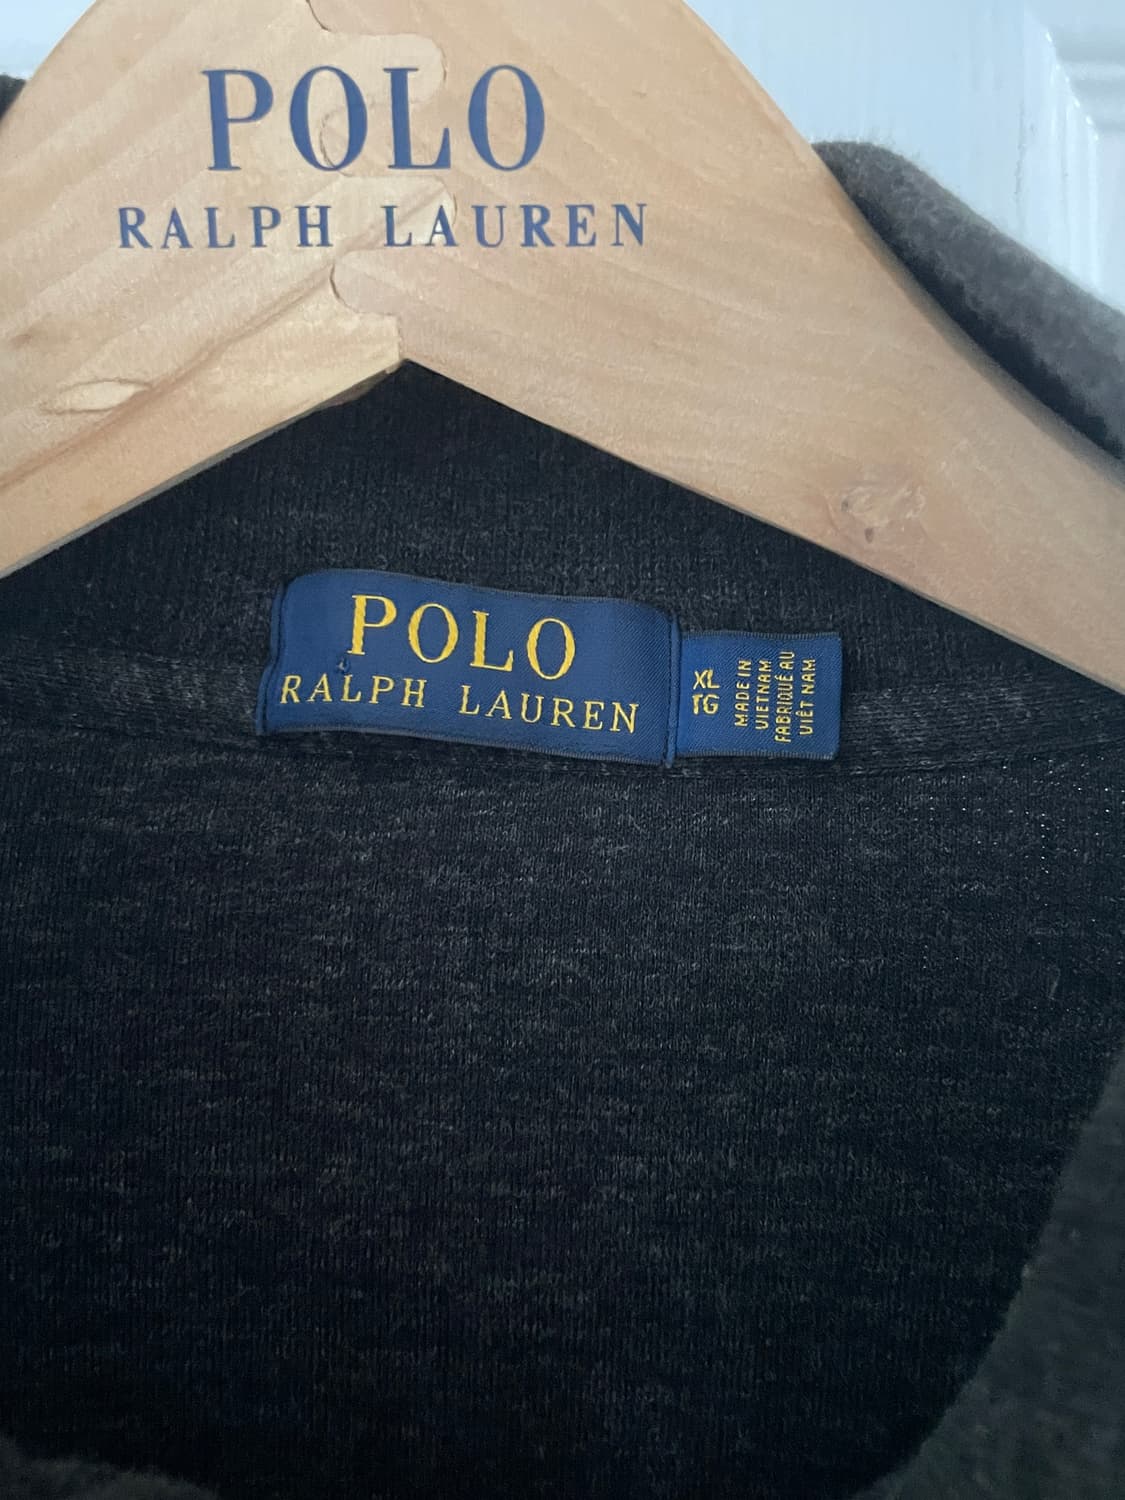 POLO
RALPH LAUREN
POLO
RALPH LAUREN
XL
TG
MADE IN
VIETNAM
FABRIQUÉ AU
VIÊT NAM